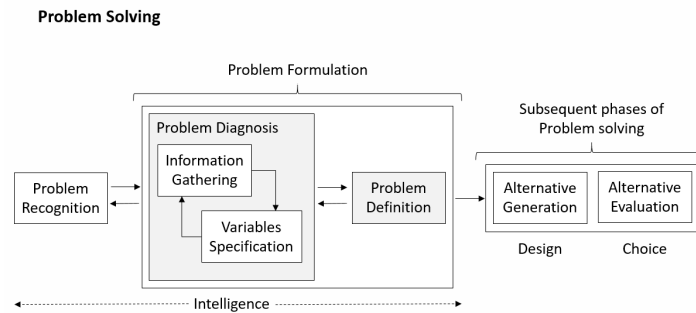 Problem Solving
Problem Formulation
Subsequent phases of
Problem solving
Problem Diagnosis
Information
Gathering
Variables
Specification
Problem
Recognition
Problem
Definition
Alternative
Generation
Alternative
Evaluation
Design
Choice
Intelligence